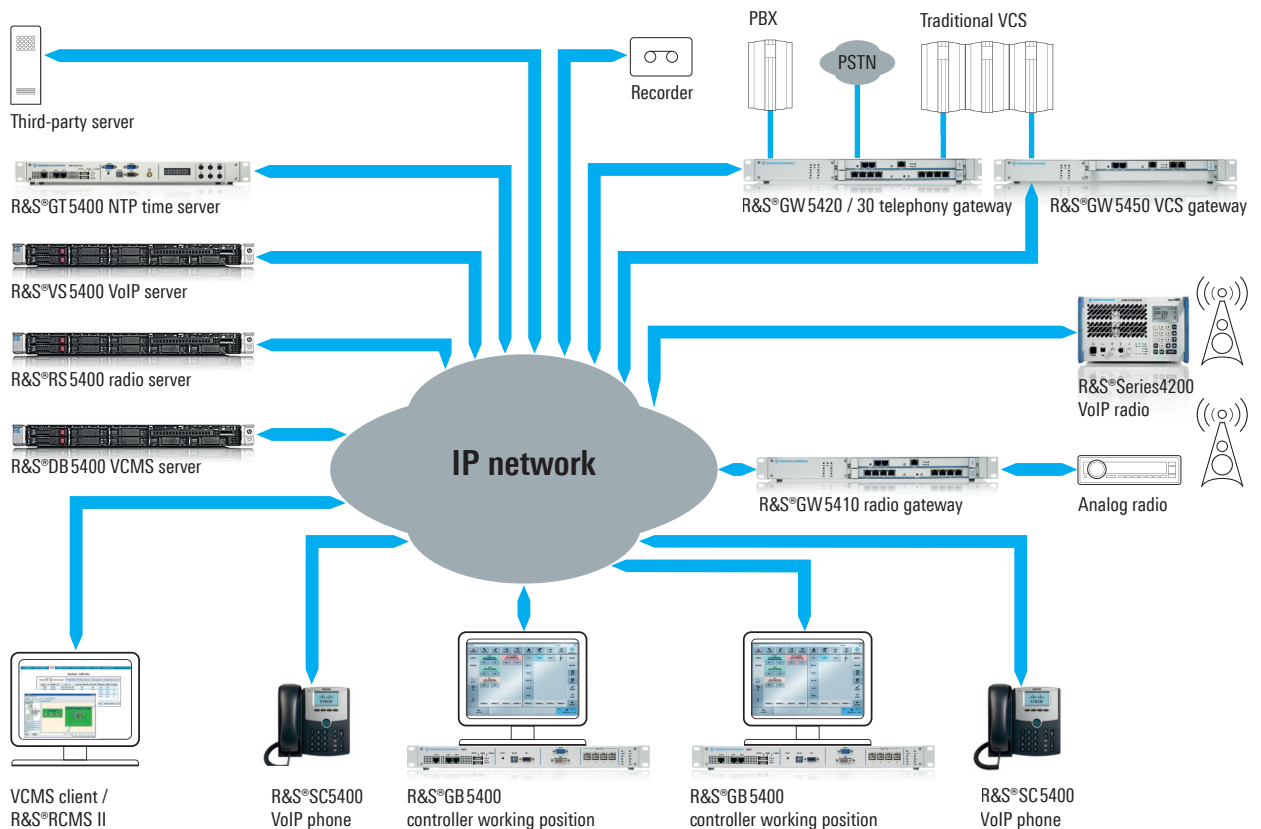 PBX
Traditional VCS
PSTN
Recorder
Third-party server
R&S®GT5400 NTP time server
R&S®GW5420 / 30 telephony gateway
R&S®GW5450 VCS gateway
R&S®VS5400 VoIP server
R&S®RS5400 radio server
R&S®Series4200
VoIP radio
R&S®DB5400 VCMS server
IP network
R&S®GW5410 radio gateway
Analog radio
CISCO
CISCO
VCMS client /
R&S®RCMS II
R&S®SC5400
VoIP phone
R&S®GB5400
controller working position
R&S®GB5400
controller working position
R&S®SC5400
VoIP phone